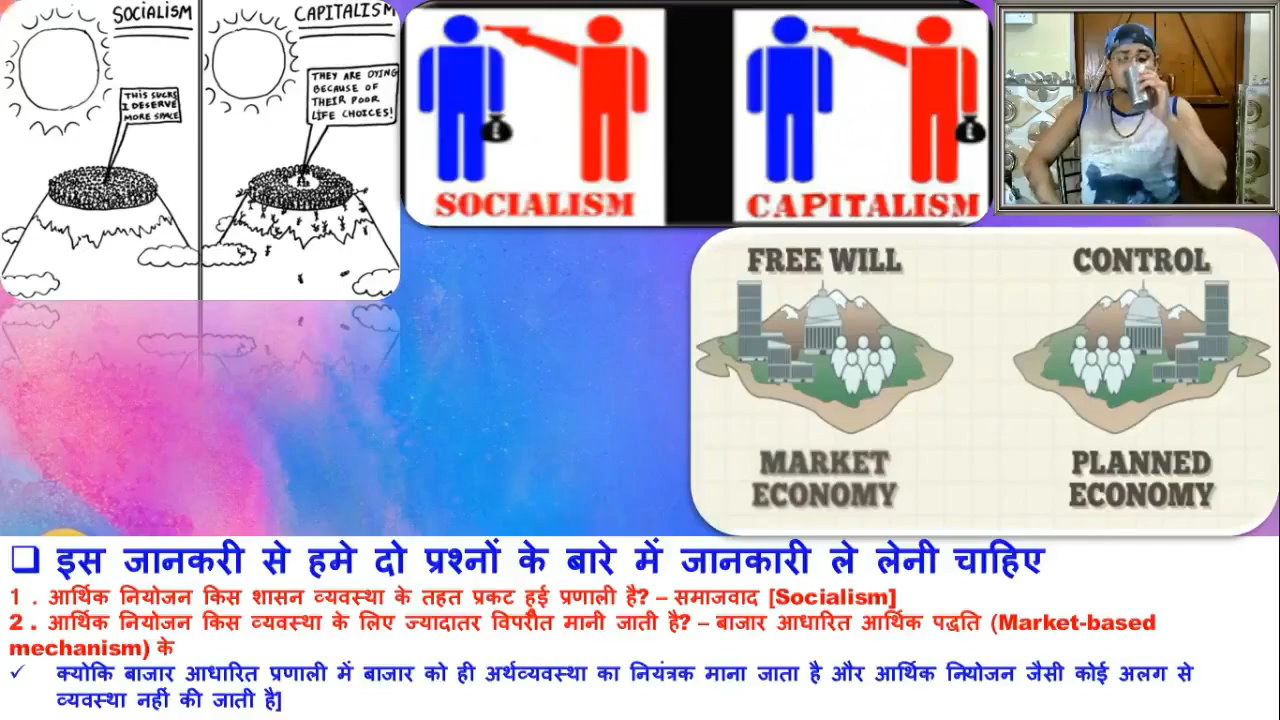 SOCIALISM
THIS SUCKS
I DESERVE
MORE SPACE
CAPITALISM
THEY ARE DYING
BECAUSE OF
THEIR POOR
LIFE CHOICES!
SOCIALISM
CAPITALISM
FREE WILL
CONTROL
MARKET
ECONOMY
PLANNED
ECONOMY
❑ इस जानकरी से हमे दो प्रश्नों के बारे में जानकारी ले लेनी चाहिए
1 . आर्थिक नियोजन किस शासन व्यवस्था के तहत प्रकट हुई प्रणाली है? – समाजवाद [Socialism]
2 . आर्थिक नियोजन किस व्यवस्था के लिए ज्यादातर विपरीत मानी जाती है? – बाजार आधारित आर्थिक पद्धति (Market-based
mechanism) के
✓ क्योकि बाजार आधारित प्रणाली में बाजार को ही अर्थव्यवस्था का नियंत्रक माना जाता है और आर्थिक नियोजन जैसी कोई अलग से
व्यवस्था नहीं की जाती है]